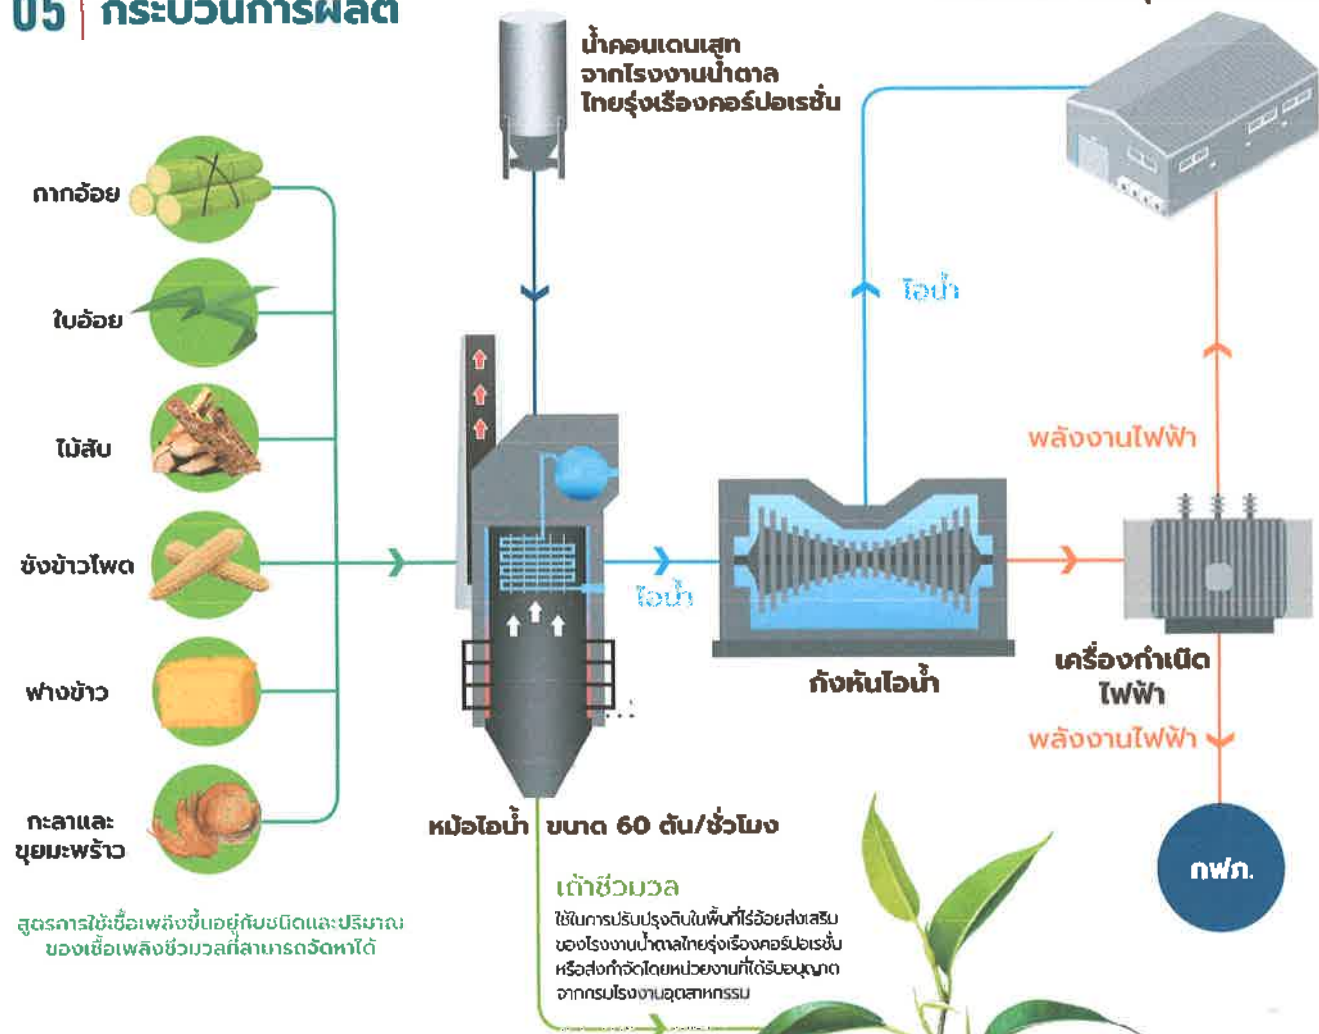 05 กระบวนการผลิต
น้ำคอนเดนเสท
จากโรงงานน้ำตาล
ไทยรุ่งเรืองคอร์ปอเรชั่น
กากอ้อย
ใบอ้อย
ไม้สับ
ซังข้าวโพด
ฟางข้าว
กะลาและ
ขุยมะพร้าว
สูตรการใช้เชื้อเพลิงขึ้นอยู่กับชนิดและปริมาณ
ของเชื้อเพลิงชีวมวลที่สามารถจัดหาได้
ไอน้ำ
ไอน้ำ
พลังงานไฟฟ้า
กังหันไอน้ำ
เครื่องกำเนิด
ไฟฟ้า
พลังงานไฟฟ้า
กฟภ.
หม้อไอน้ำ ขนาด 60 ตัน/ชั่วโมง
เถ้าชีวมวล
ใช้ในการปรับปรุงดินในพื้นที่ไร่อ้อยส่งเสริม
ของโรงงานน้ำตาลไทยรุ่งเรืองคอร์ปอเรชั่น
หรือส่งกำจัดโดยหน่วยงานที่ได้รับอนุญาต
จากกรมโรงงานอุตสาหกรรม